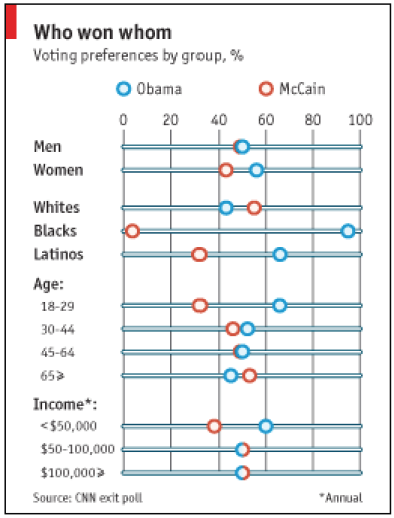 Who won whom
Voting preferences by group, %
Obama McCain
0 20 40 60 80 100
Men
Women
Whites
Blacks
Latinos
Age:
18-29
30-44
45-64
65⩾
Income*:
<$50,000
$50-100,000
$100,000⩾
Source: CNN exit poll *Annual